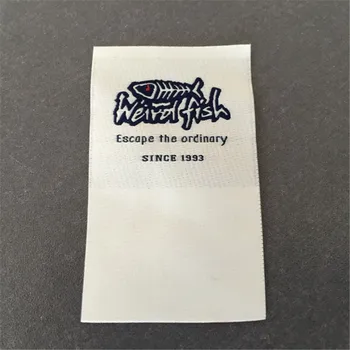 Weird fish
Escape the ordinary
SINCE 1993